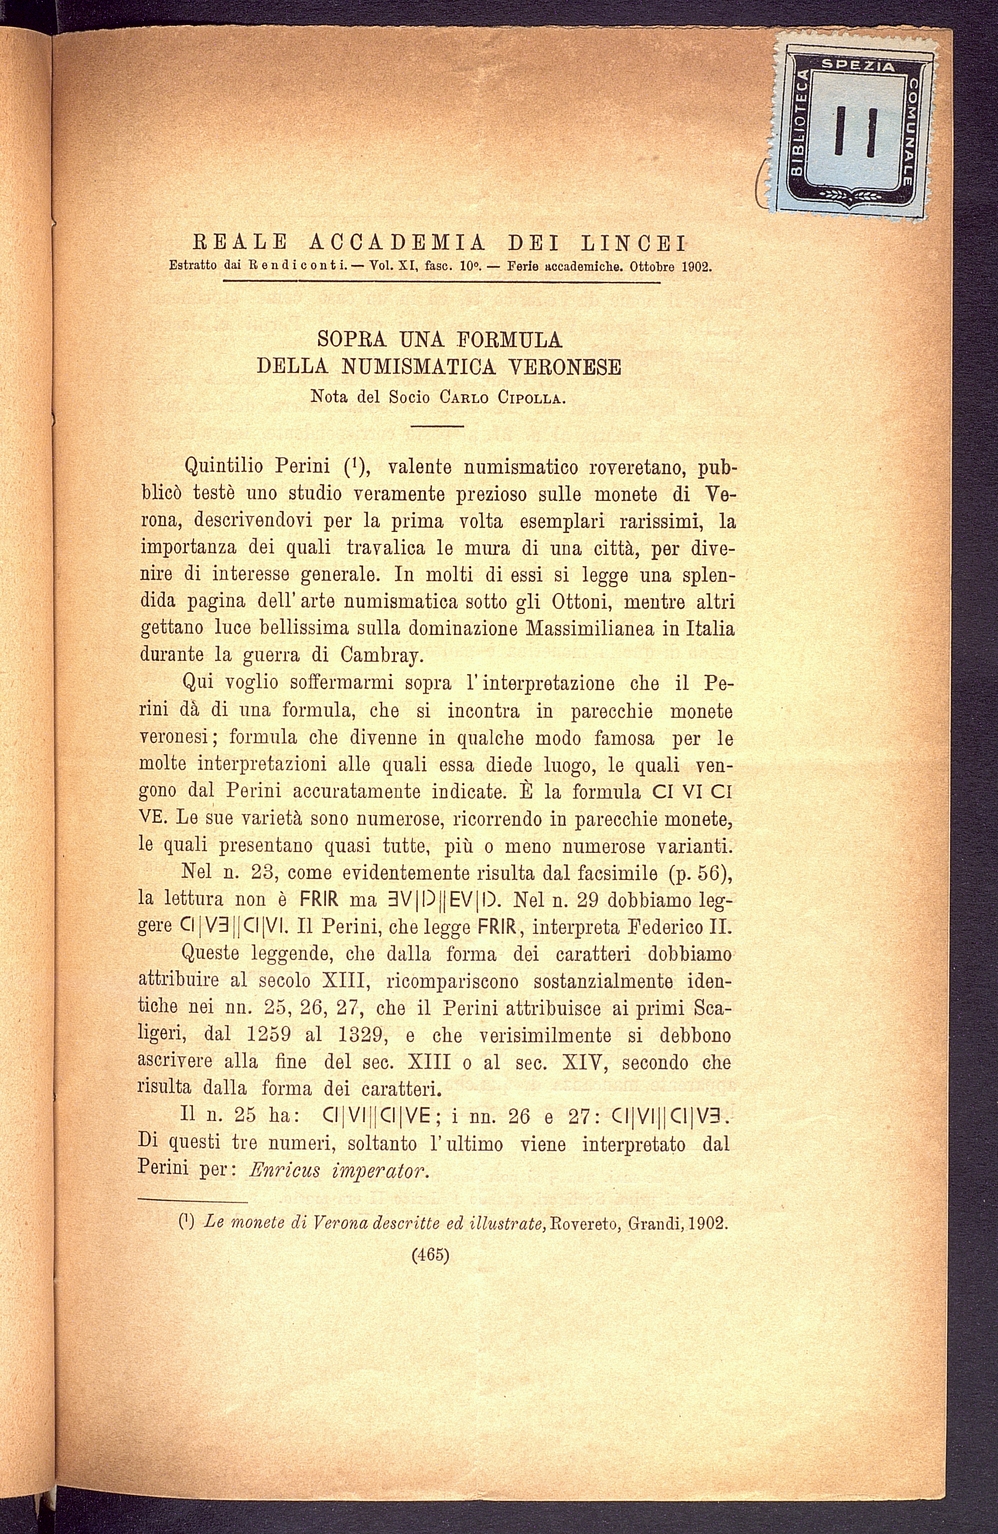 SPEZIA
BIBLIOTECA
COMUNALE
11
REALE ACCADEMIA DEI LINCEI
Estratto dai Rendiconti. — Vol. XI, fasc. 10º. — Ferie accademiche. Ottobre 1902.
SOPRA UNA FORMULA
DELLA NUMISMATICA VERONESE
Nota del Socio CARLO CIPOLLA.
Quintilio Perini (¹), valente numismatico roveretano, pub-
blicò testè uno studio veramente prezioso sulle monete di Ve-
rona, descrivendovi per la prima volta esemplari rarissimi, la
importanza dei quali travalica le mura di una città, per dive-
nire di interesse generale. In molti di essi si legge una splen-
dida pagina dell' arte numismatica sotto gli Ottoni, mentre altri
gettano luce bellissima sulla dominazione Massimilianea in Italia
durante la guerra di Cambray.
Qui voglio soffermarmi sopra l' interpretazione che il Pe-
rini dà di una formula, che si incontra in parecchie monete
veronesi; formula che divenne in qualche modo famosa per le
molte interpretazioni alle quali essa diede luogo, le quali ven-
gono dal Perini accuratamente indicate. È la formula CI VI CI
VE. Le sue varietà sono numerose, ricorrendo in parecchie monete,
le quali presentano quasi tutte, più o meno numerose varianti.
Nel n. 23, come evidentemente risulta dal facsimile (p. 56),
la lettura non è FRIR ma ƎV|D||EV|D. Nel n. 29 dobbiamo leg-
gere CI|VƎ||CI|VI. Il Perini, che legge FRIR, interpreta Federico II.
Queste leggende, che dalla forma dei caratteri dobbiamo
attribuire al secolo XIII, ricompariscono sostanzialmente iden-
tiche nei nn. 25, 26, 27, che il Perini attribuisce ai primi Sca-
ligeri, dal 1259 al 1329, e che verisimilmente si debbono
ascrivere alla fine del sec. XIII o al sec. XIV, secondo che
risulta dalla forma dei caratteri.
Il n. 25 ha: CI|VI||CI|VE; i nn. 26 e 27: CI|VI||CI|VƎ.
Di questi tre numeri, soltanto l' ultimo viene interpretato dal
Perini per: Enricus imperator.
(¹) Le monete di Verona descritte ed illustrate, Rovereto, Grandi, 1902.
(465)